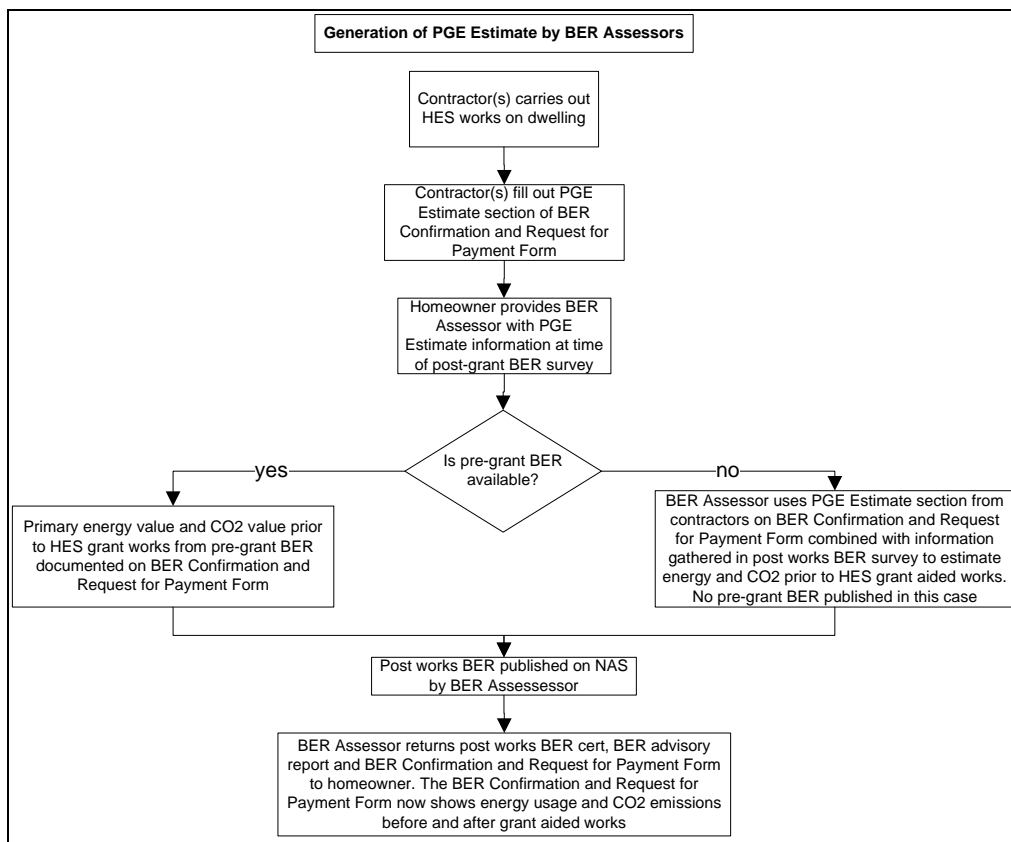 Generation of PGE Estimate by BER Assessors
Contractor(s) carries out
HES works on dwelling
Contractor(s) fill out PGE
Estimate section of BER
Confirmation and Request for
Payment Form
Homeowner provides BER
Assessor with PGE
Estimate information at time
of post-grant BER survey
Is pre-grant BER
available?
yes
no
Primary energy value and CO2 value prior
to HES grant works from pre-grant BER
documented on BER Confirmation and
Request for Payment Form
BER Assessor uses PGE Estimate section from
contractors on BER Confirmation and Request
for Payment Form combined with information
gathered in post works BER survey to estimate
energy and CO2 prior to HES grant aided works.
No pre-grant BER published in this case
Post works BER published on NAS
by BER Assessessor
BER Assessor returns post works BER cert, BER advisory
report and BER Confirmation and Request for Payment Form
to homeowner. The BER Confirmation and Request for
Payment Form now shows energy usage and CO2 emissions
before and after grant aided works